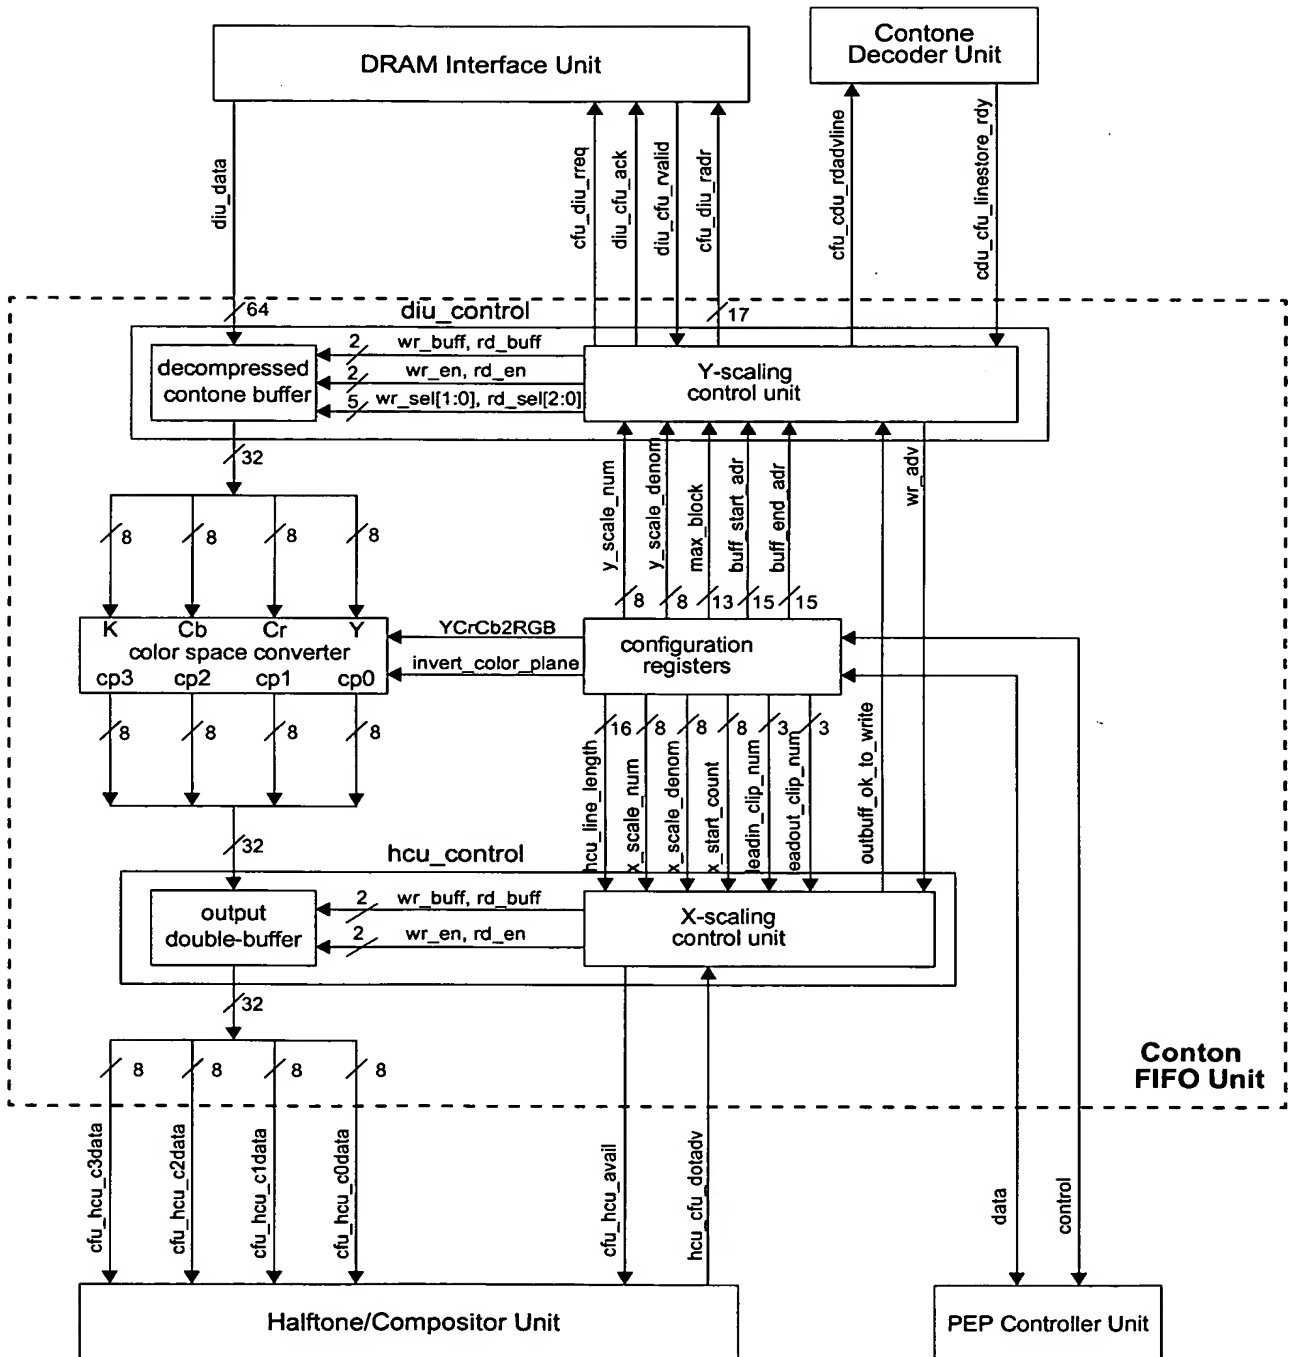 DRAM Interface Unit
Contone
Decoder Unit
diu_data
cfu_diu_rreq
diu_cfu_ack
diu_cfu_rvalid
cfu_diu_radr
cfu_cdu_rdadvline
cdu_cfu_linestore_rdy
64
diu_control
17
decompressed
contone buffer
2
wr_buff, rd_buff
2
wr_en, rd_en
5
wr_sel[1:0], rd_sel[2:0]
Y-scaling
control unit
32
8
8
8
8
y_scale_num
y_scale_denom
max_block
buff_start_adr
buff_end_adr
wr_adv
8
8
13
15
15
K
Cb
Cr
Y
color space converter
cp3
cp2
cp1
cp0
YCrCb2RGB
invert_color_plane
configuration
registers
8
8
8
8
16
8
8
8
3
3
hcu_line_length
x_scale_num
x_scale_denom
x_start_count
leadin_clip_num
leadout_clip_num
outbuff_ok_to_write
32
hcu_control
output
double-buffer
2
wr_buff, rd_buff
2
wr_en, rd_en
X-scaling
control unit
32
8
8
8
8
Conton
FIFO Unit
cfu_hcu_c3data
cfu_hcu_c2data
cfu_hcu_c1data
cfu_hcu_c0data
cfu_hcu_avail
hcu_cfu_dotadv
data
control
Halftone/Compositor Unit
PEP Controller Unit